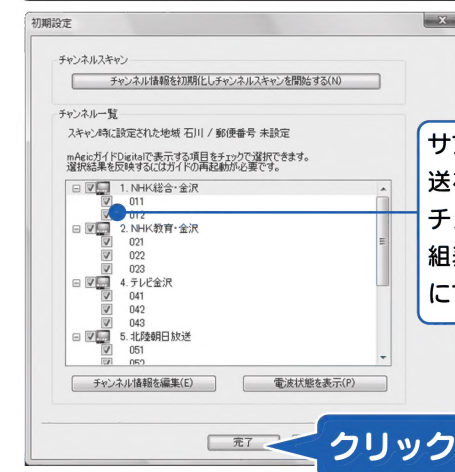 初期設定
チャンネルスキャン
チャンネル情報を初期化しチャンネルスキャンを開始する(N)
チャンネル一覧
スキャン時に設定された地域 石川 / 郵便番号 未設定
mAgicガイドDigitalで表示する項目をチェックで選択できます。
選択結果を反映するにはガイドの再起動が必要です。
1. NHK総合・金沢
011
012
2. NHK教育・金沢
021
022
023
4. テレビ金沢
041
042
043
5. 北陸朝日放送
051
052
チャンネル情報を編集(E)
電波状態を表示(P)
完了
クリック
サ
送
チ
組
に